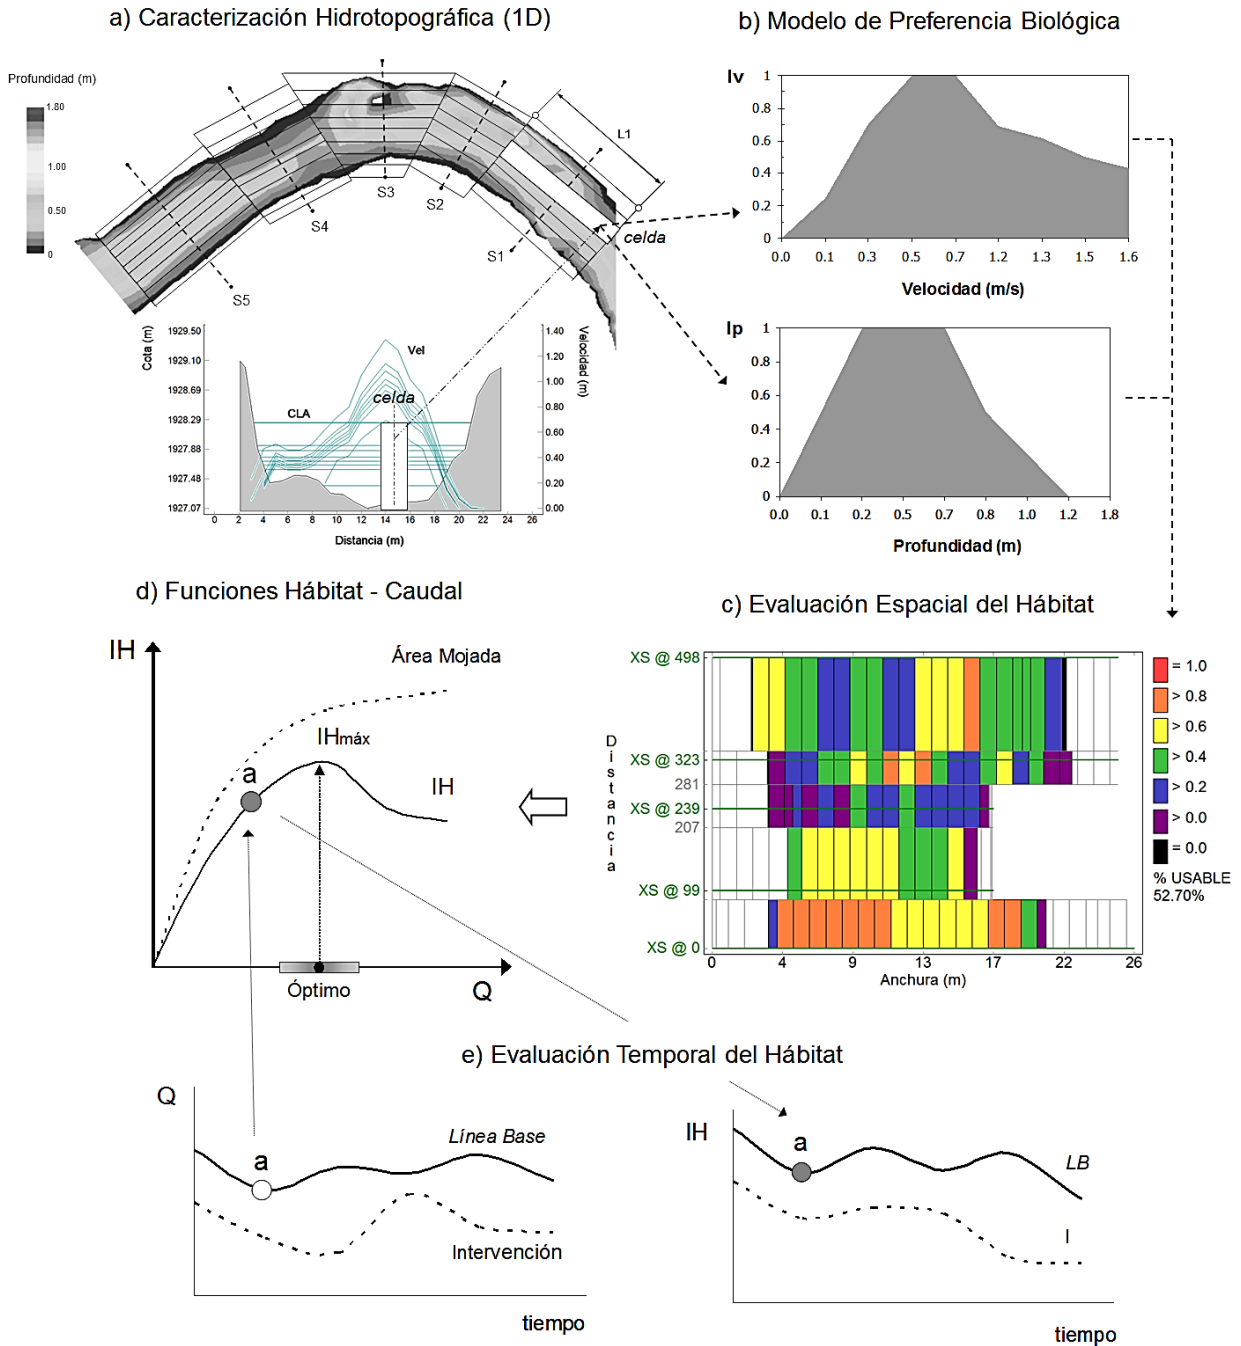 a) Caracterización Hidrotopográfica (1D)
Profundidad (m)
1.80
1.00
0.50
0
L1
S1
S2
S3
S4
S5
celda
Cota (m)
1929.50
1929.10
1928.69
1928.29
1927.88
1927.48
1927.07
Vel
celda
CLA
1.40
1.20
1.00
0.80
0.60
0.40
0.20
0.00
Velocidad (m)
0 2 4 6 8 10 12 14 16 18 20 22 24 26
Distancia (m)
b) Modelo de Preferencia Biológica
Iv
1
0.8
0.6
0.4
0.2
0
0.0 0.1 0.3 0.5 0.7 1.2 1.3 1.5 1.6
Velocidad (m/s)
Ip
1
0.8
0.6
0.4
0.2
0
0.0 0.1 0.2 0.5 0.7 0.8 1.0 1.2 1.8
Profundidad (m)
c) Evaluación Espacial del Hábitat
XS @ 498
XS @ 323
281
XS @ 239
207
XS @ 99
XS @ 0
Distancia
0 4 9 13 17 22 26
Anchura (m)
= 1.0
> 0.8
> 0.6
> 0.4
> 0.2
> 0.0
= 0.0
% USABLE
52.70%
d) Funciones Hábitat - Caudal
IH
Área Mojada
IHmáx
a
IH
Óptimo
Q
e) Evaluación Temporal del Hábitat
Q
Línea Base
a
Intervención
tiempo
IH
a
LB
I
tiempo